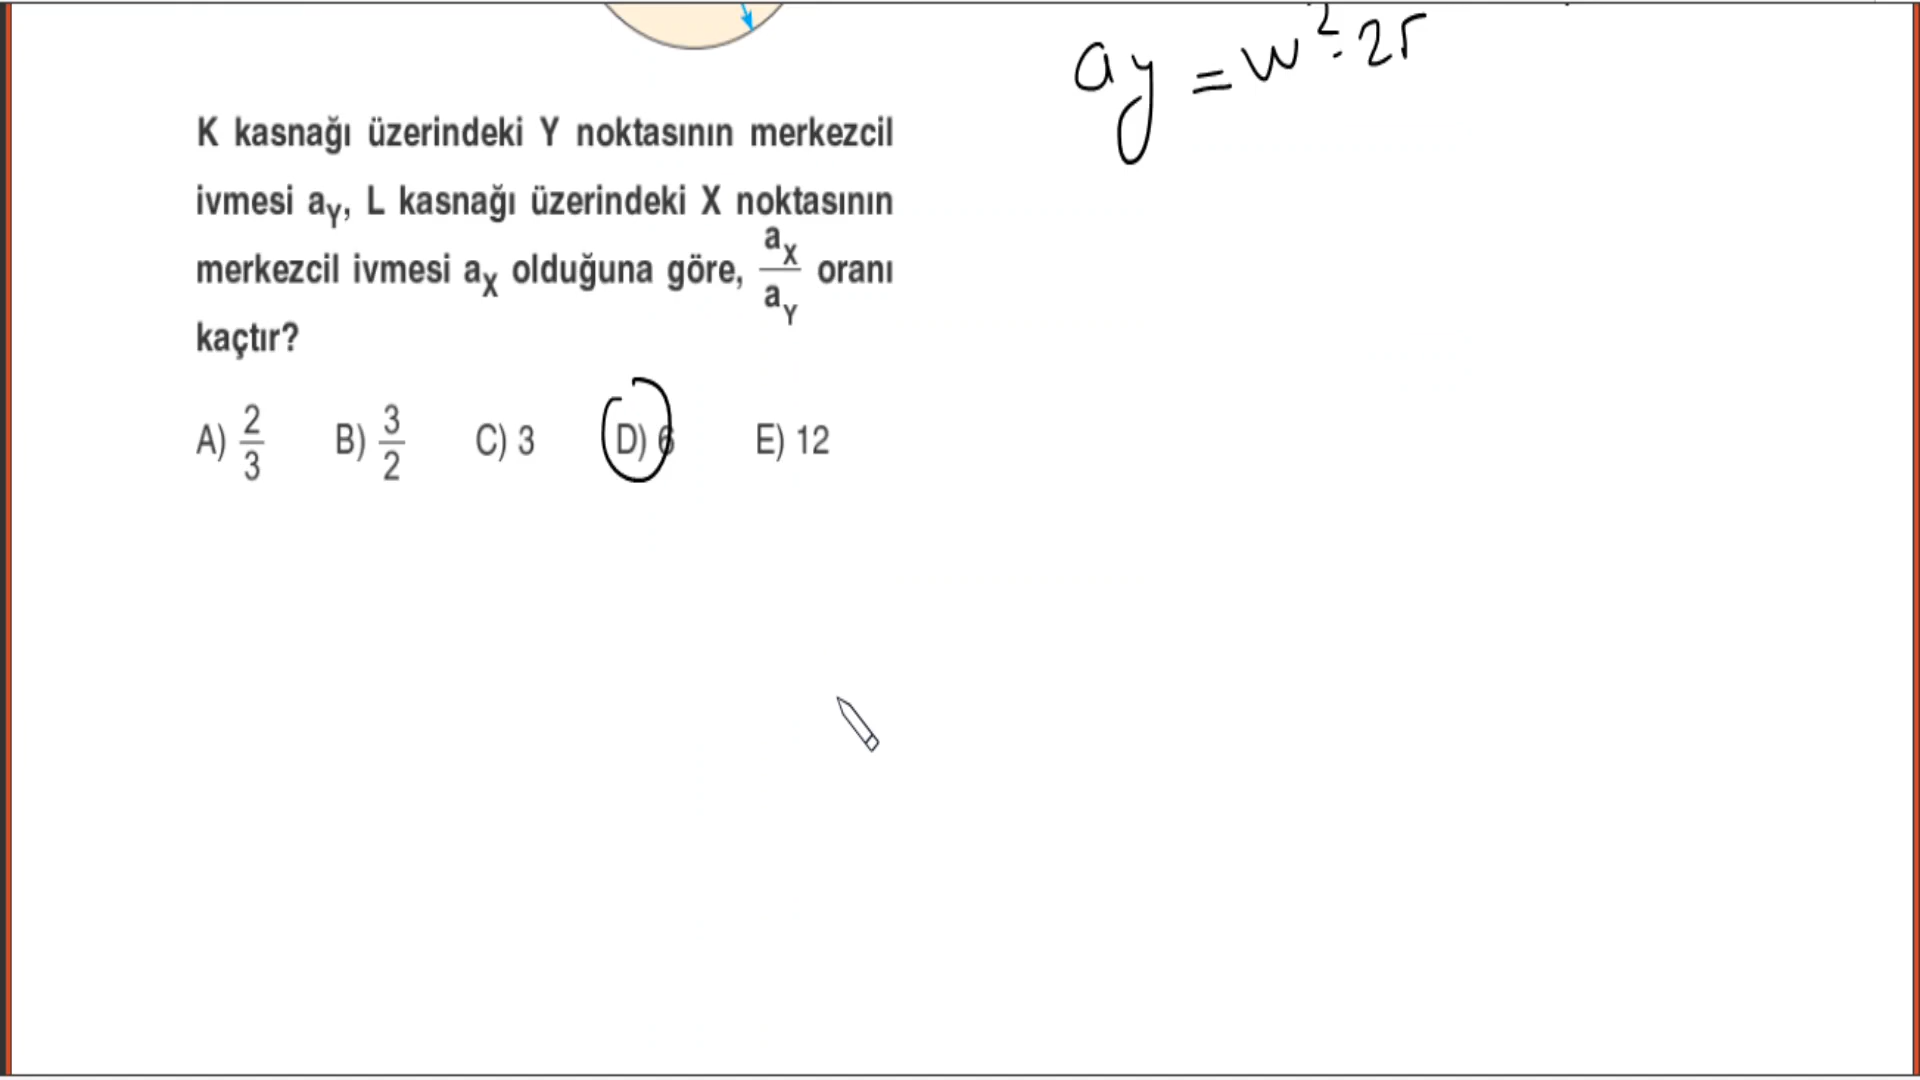 ay = w². 2r
K kasnağı üzerindeki Y noktasının merkezcil
ivmesi aY, L kasnağı üzerindeki X noktasının
merkezcil ivmesi aX olduğuna göre, aX/aY oranı
kaçtır?
A) 2/3 B) 3/2 C) 3 D) 6 E) 12